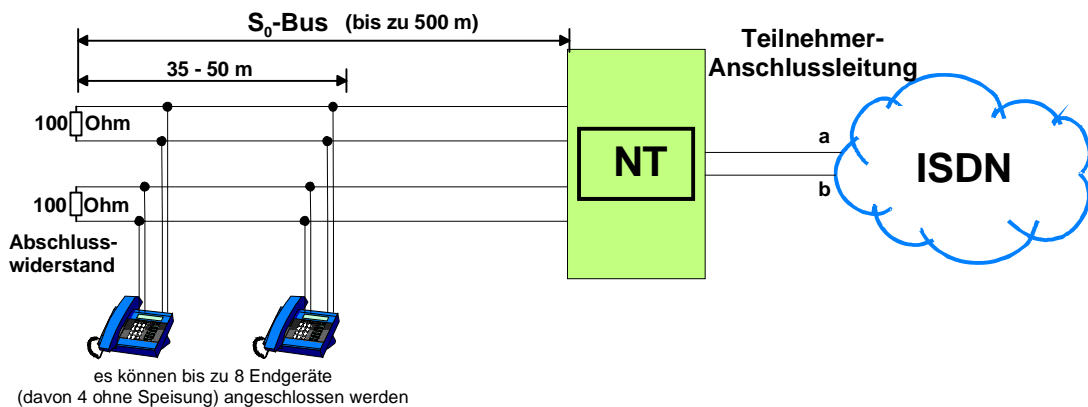 S₀-Bus (bis zu 500 m)
35 - 50 m
Teilnehmer-
Anschlussleitung
100 Ohm
100 Ohm
Abschluss-
widerstand
NT
a
b
ISDN
es können bis zu 8 Endgeräte
(davon 4 ohne Speisung) angeschlossen werden